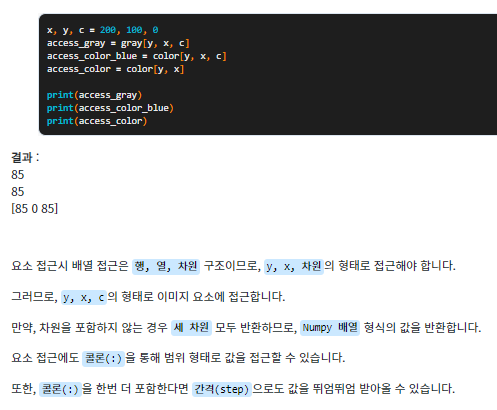 x, y, c = 200, 100, 0
access_gray = gray[y, x, c]
access_color_blue = color[y, x, c]
access_color = color[y, x]
print(access_gray)
print(access_color_blue)
print(access_color)
결과 :
85
85
[85 0 85]
요소 접근시 배열 접근은 행, 열, 차원 구조이므로, y, x, 차원의 형태로 접근해야 합니다.
그러므로, y, x, c의 형태로 이미지 요소에 접근합니다.
만약, 차원을 포함하지 않는 경우 세 차원 모두 반환하므로, Numpy 배열 형식의 값을 반환합니다.
요소 접근에도 콜론(:)을 통해 범위 형태로 값을 접근할 수 있습니다.
또한, 콜론(:)을 한번 더 포함한다면 간격(step)으로도 값을 뛰엄뛰엄 받아올 수 있습니다.